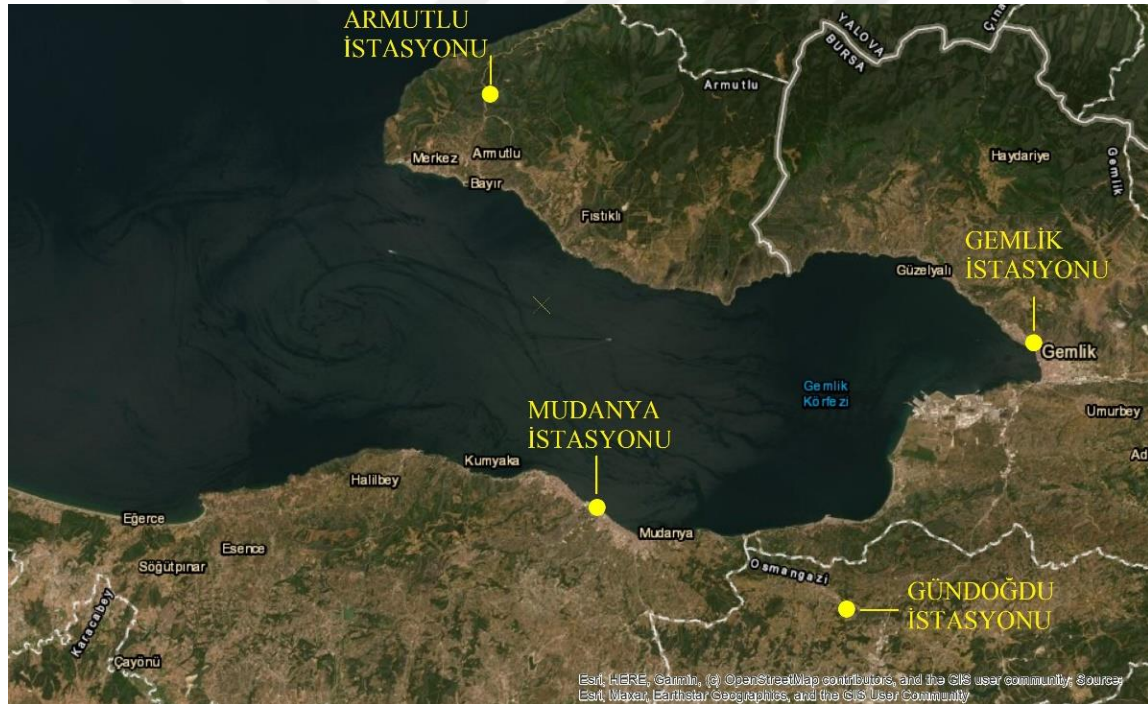 ARMUTLU
İSTASYONU
YALOVA
BURSA
Çına
Armutlu
Merkez
Armutlu
Bayır
Haydariye
Gemlik
Fıstıklı
GEMLİK
İSTASYONU
Güzelyalı
Gemlik
Gemlik
Körfezi
Umurbey
MUDANYA
İSTASYONU
Ad
Kumyaka
Halilbey
Eğerce
Mudanya
Esence
Söğütpınar
Osmangazi
GÜNDOĞDU
İSTASYONU
Karacabey
Çayönü
Esri, HERE, Garmin, (c) OpenStreetMap contributors, and the GIS user community, Source:
Esri, Maxar, Earthstar Geographics, and the GIS User Community